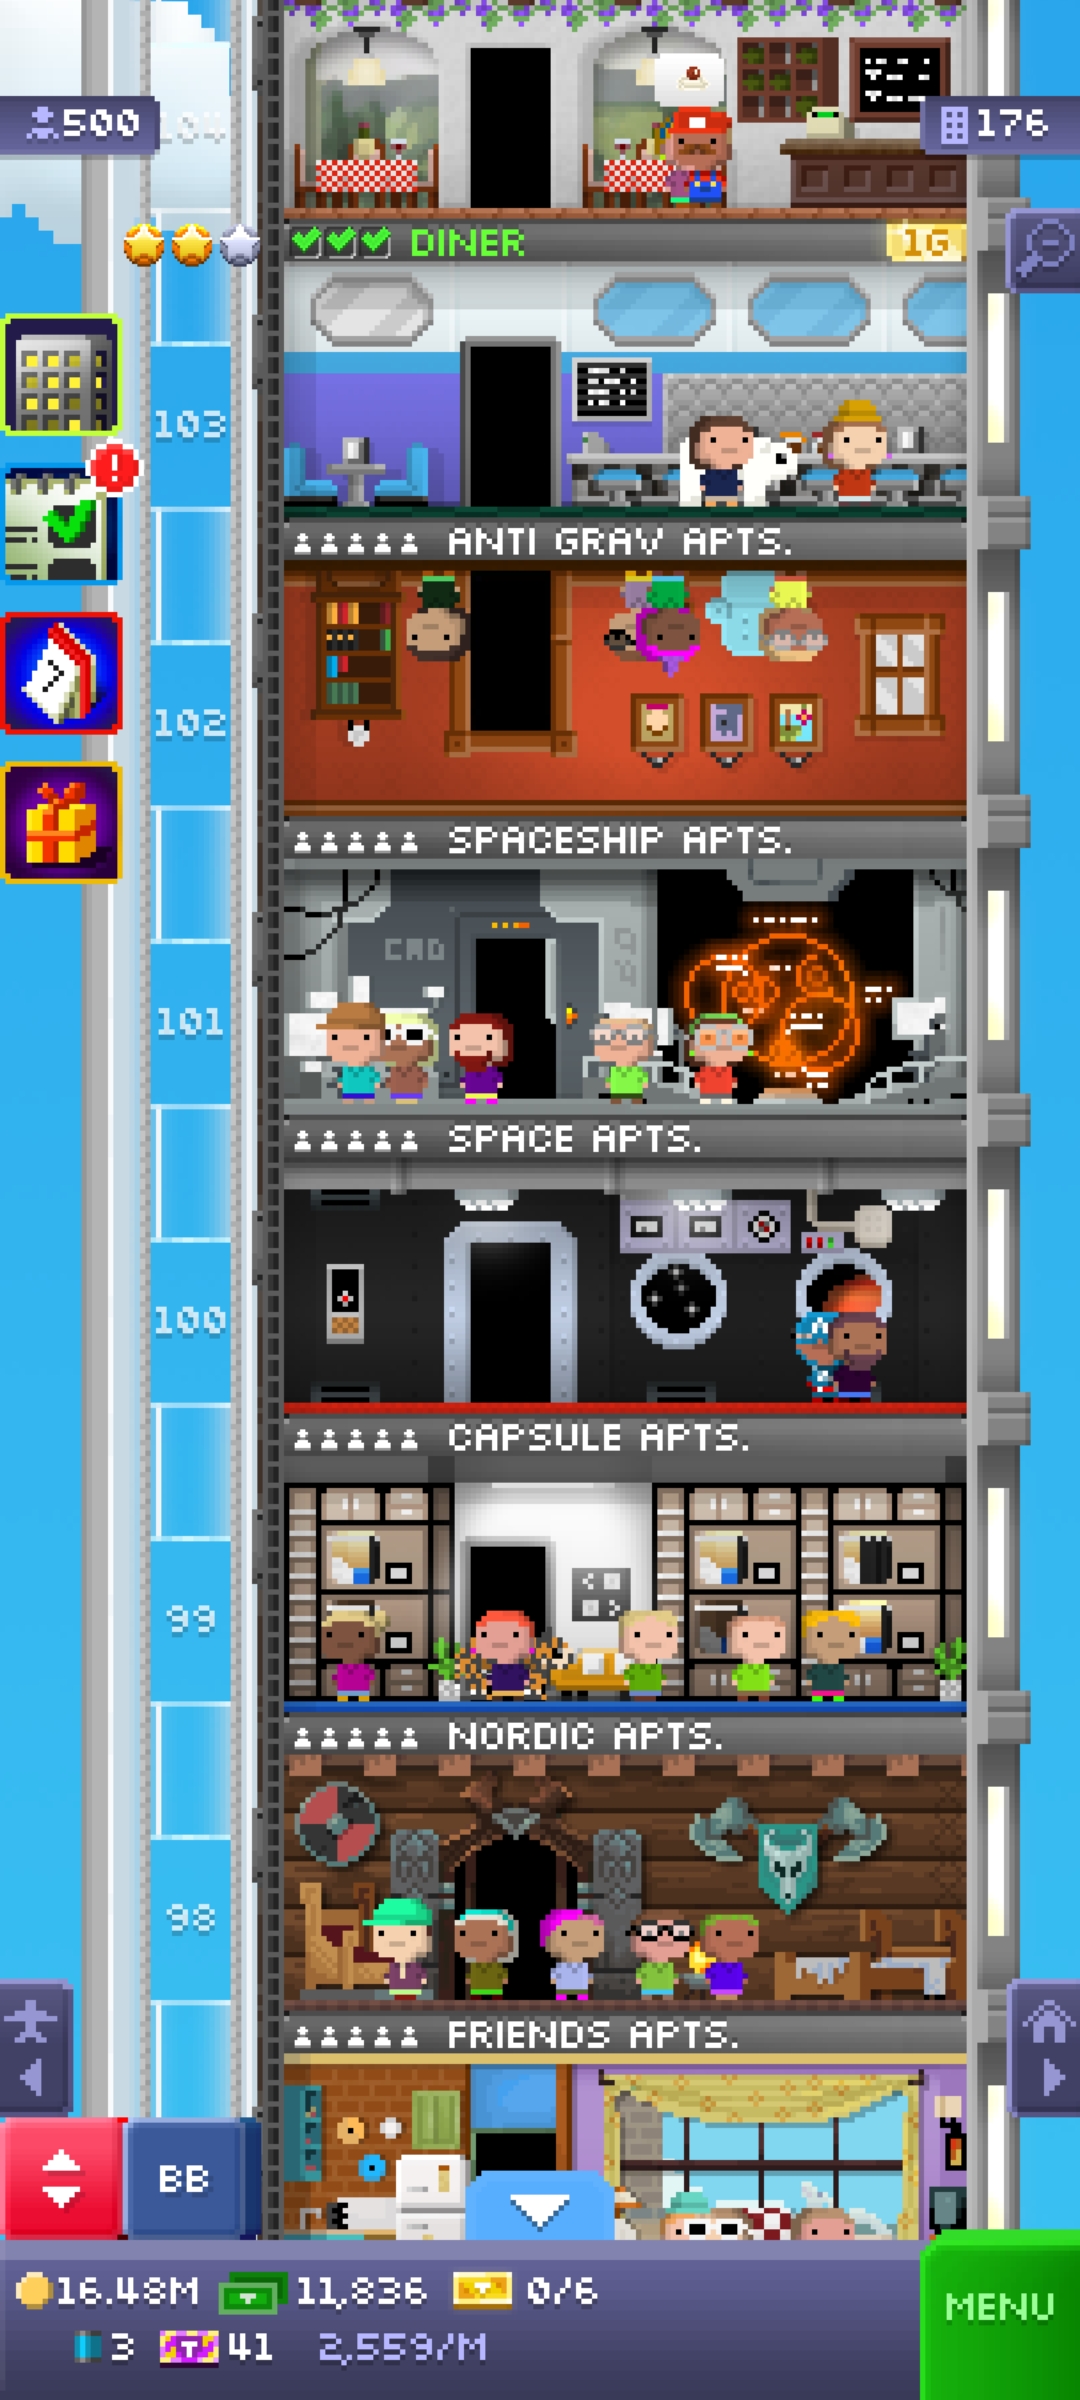 500
176
DINER
1G
103
ANTI GRAV APTS.
102
SPACESHIP APTS.
CMD
101
SPACE APTS.
100
CAPSULE APTS.
99
NORDIC APTS.
98
FRIENDS APTS.
BB
16.48M 11,836 0/6
MENU
3 41 2,559/M